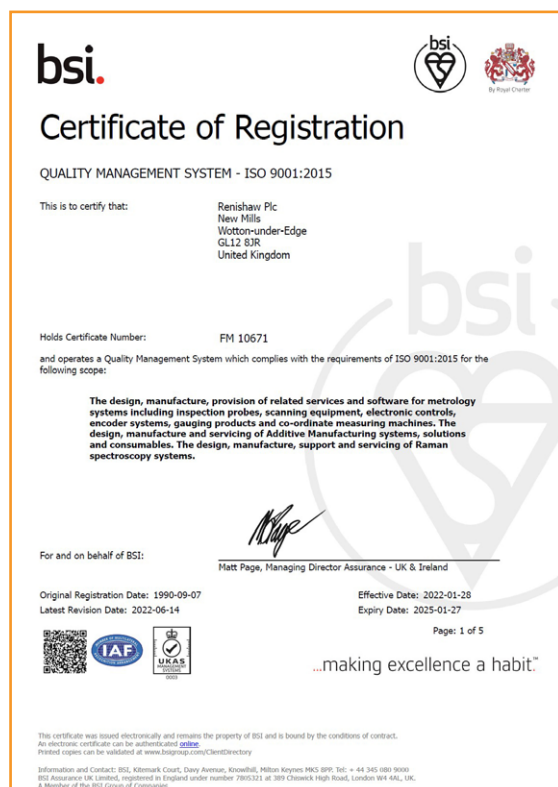 bsi.
bsi
By Royal Charter
Certificate of Registration
QUALITY MANAGEMENT SYSTEM - ISO 9001:2015
This is to certify that:
Renishaw Plc
New Mills
Wotton-under-Edge
GL12 8JR
United Kingdom
bsi
Holds Certificate Number:
FM 10671
and operates a Quality Management System which complies with the requirements of ISO 9001:2015 for the
following scope:
The design, manufacture, provision of related services and software for metrology
systems including inspection probes, scanning equipment, electronic controls,
encoder systems, gauging products and co-ordinate measuring machines. The
design, manufacture and servicing of Additive Manufacturing systems, solutions
and consumables. The design, manufacture, support and servicing of Raman
spectroscopy systems.
For and on behalf of BSI:
Matt Page, Managing Director Assurance - UK & Ireland
Original Registration Date: 1990-09-07
Effective Date: 2022-01-28
Latest Revision Date: 2022-06-14
Expiry Date: 2025-01-27
Page: 1 of 5
IAF
UKAS
MANAGEMENT
SYSTEMS
0003
...making excellence a habit.™
This certificate was issued electronically and remains the property of BSI and is bound by the conditions of contract.
An electronic certificate can be authenticated online.
Printed copies can be validated at www.bsigroup.com/ClientDirectory
Information and Contact: BSI, Kitemark Court, Davy Avenue, Knowlhill, Milton Keynes MK5 8PP. Tel: + 44 345 080 9000
BSI Assurance UK Limited, registered in England under number 7805321 at 389 Chiswick High Road, London W4 4AL, UK.
A Member of the BSI Group of Companies.